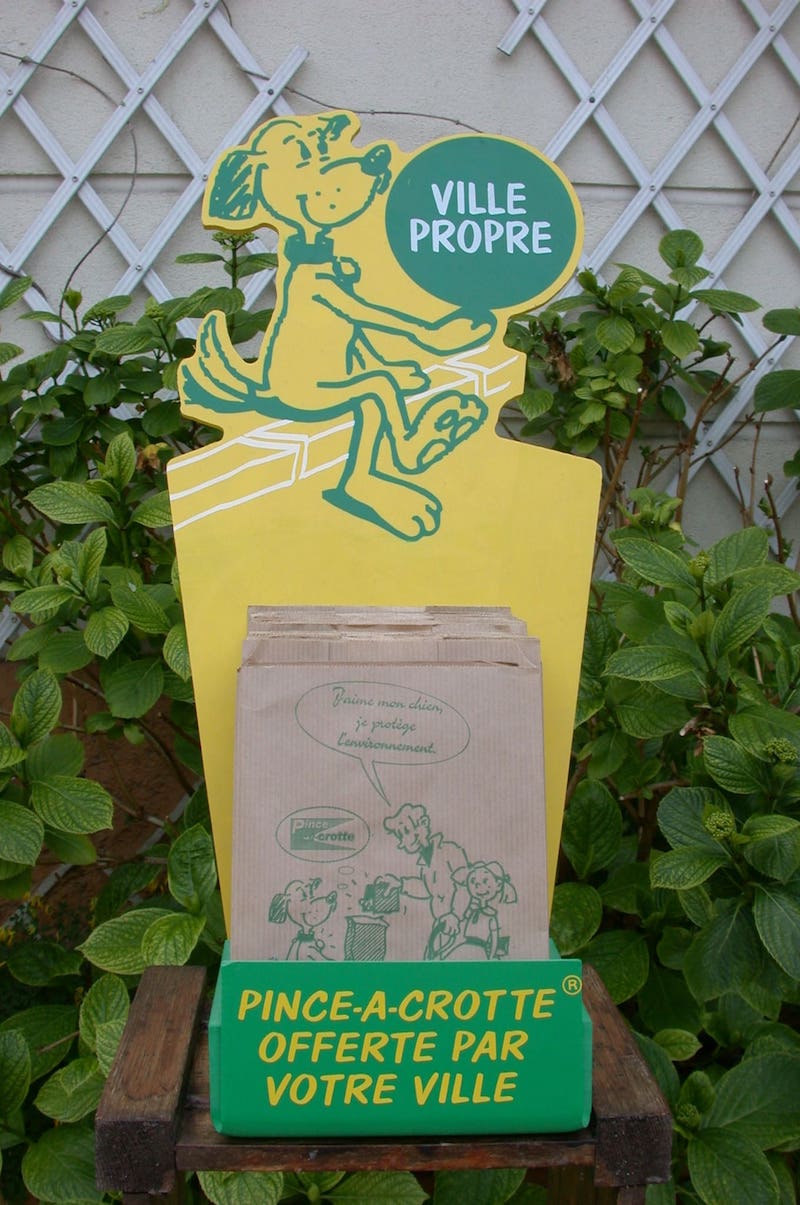 VILLE
PROPRE
J'aime mon chien,
je protège
l'environnement.
Pince
crotte
PINCE-A-CROTTE®
OFFERTE PAR
VOTRE VILLE